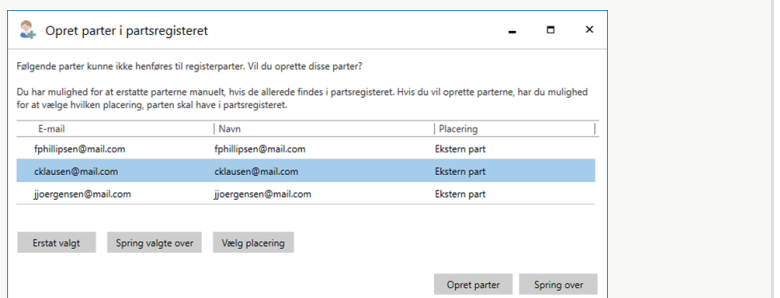 Opret parter i partsregisteret
Følgende parter kunne ikke henføres til registerparter. Vil du oprette disse parter?
Du har mulighed for at erstatte parterne manuelt, hvis de allerede findes i partsregisteret. Hvis du vil oprette parterne, har du mulighed
for at vælge hvilken placering, parten skal have i partsregisteret.
E-mail Navn Placering
fphillipsen@mail.com fphillipsen@mail.com Ekstern part
cklausen@mail.com cklausen@mail.com Ekstern part
jjoergensen@mail.com jjoergensen@mail.com Ekstern part
Erstat valgt Spring valgte over Vælg placering
Opret parter Spring over